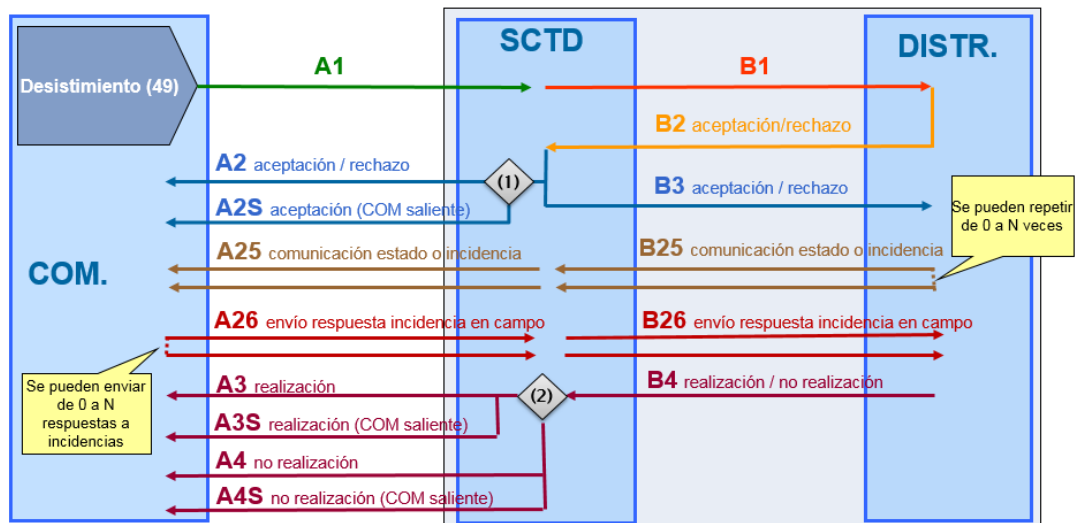 SCTD
DISTR.
Desistimiento (49)
A1
B1
B2 aceptación/rechazo
A2 aceptación / rechazo
(1)
B3 aceptación / rechazo
A2S aceptación (COM saliente)
Se pueden repetir
de 0 a N veces
A25 comunicación estado o incidencia
B25 comunicación estado o incidencia
COM.
A26 envío respuesta incidencia en campo
B26 envío respuesta incidencia en campo
Se pueden enviar
de 0 a N
respuestas a
incidencias
A3 realización
(2)
B4 realización / no realización
A3S realización (COM saliente)
A4 no realización
A4S no realización (COM saliente)